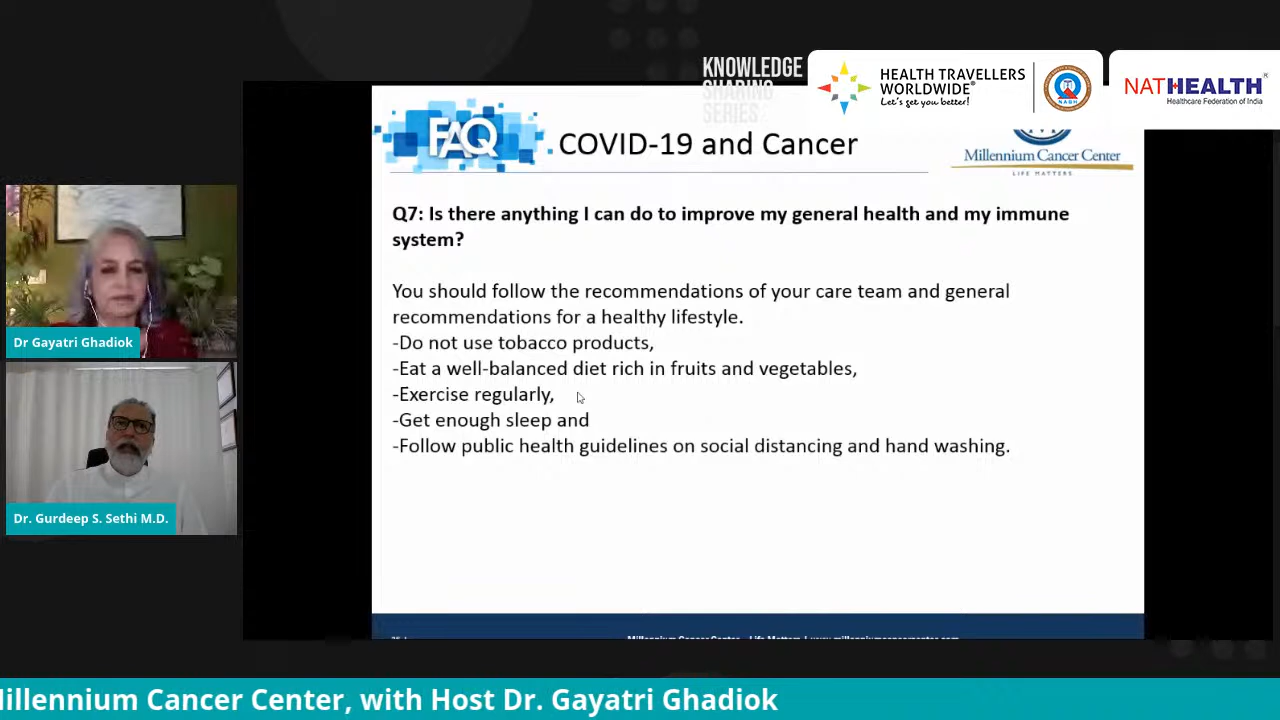 KNOWLEDGE
SHARING
SERIES
HEALTH TRAVELLERS
WORLDWIDE®
Let's get you better!
NABH
NATHEALTH®
Healthcare Federation of India
FAQ
COVID-19 and Cancer
Millennium Cancer Center
LIFE MATTERS
Q7: Is there anything I can do to improve my general health and my immune
system?
You should follow the recommendations of your care team and general
recommendations for a healthy lifestyle.
-Do not use tobacco products,
-Eat a well-balanced diet rich in fruits and vegetables,
-Exercise regularly,
-Get enough sleep and
-Follow public health guidelines on social distancing and hand washing.
Dr Gayatri Ghadiok
Dr. Gurdeep S. Sethi M.D.
Millennium Cancer Center, with Host Dr. Gayatri Ghadiok